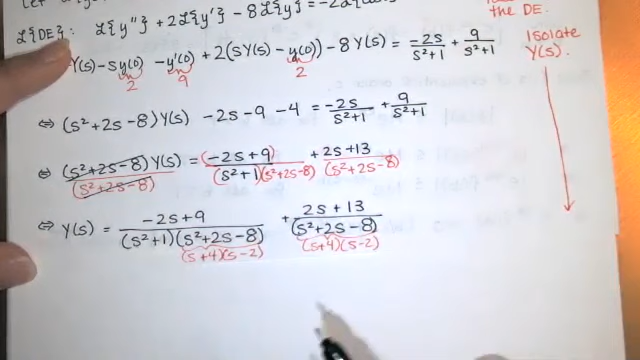 the DE.
ℒ{DE}: ℒ{y''} + 2ℒ{y'} - 8ℒ{y} = -2ℒ{
Y(s) - sy(0) - y'(0) + 2(sY(s) - y(0)) - 8Y(s) = -2s/(s²+1) + 9/(s²+1)
2 9 2
Isolate
Y(s).
⇔ (s²+2s-8)Y(s) -2s-9 -4 = -2s/(s²+1) + 9/(s²+1)
⇔ (s²+2s-8)Y(s)/(s²+2s-8) = (-2s+9)/((s²+1)(s²+2s-8)) + (2s+13)/(s²+2s-8)
⇔ Y(s) = (-2s+9)/((s²+1)(s²+2s-8)) + (2s+13)/(s²+2s-8)
(s+4)(s-2) (s+4)(s-2)